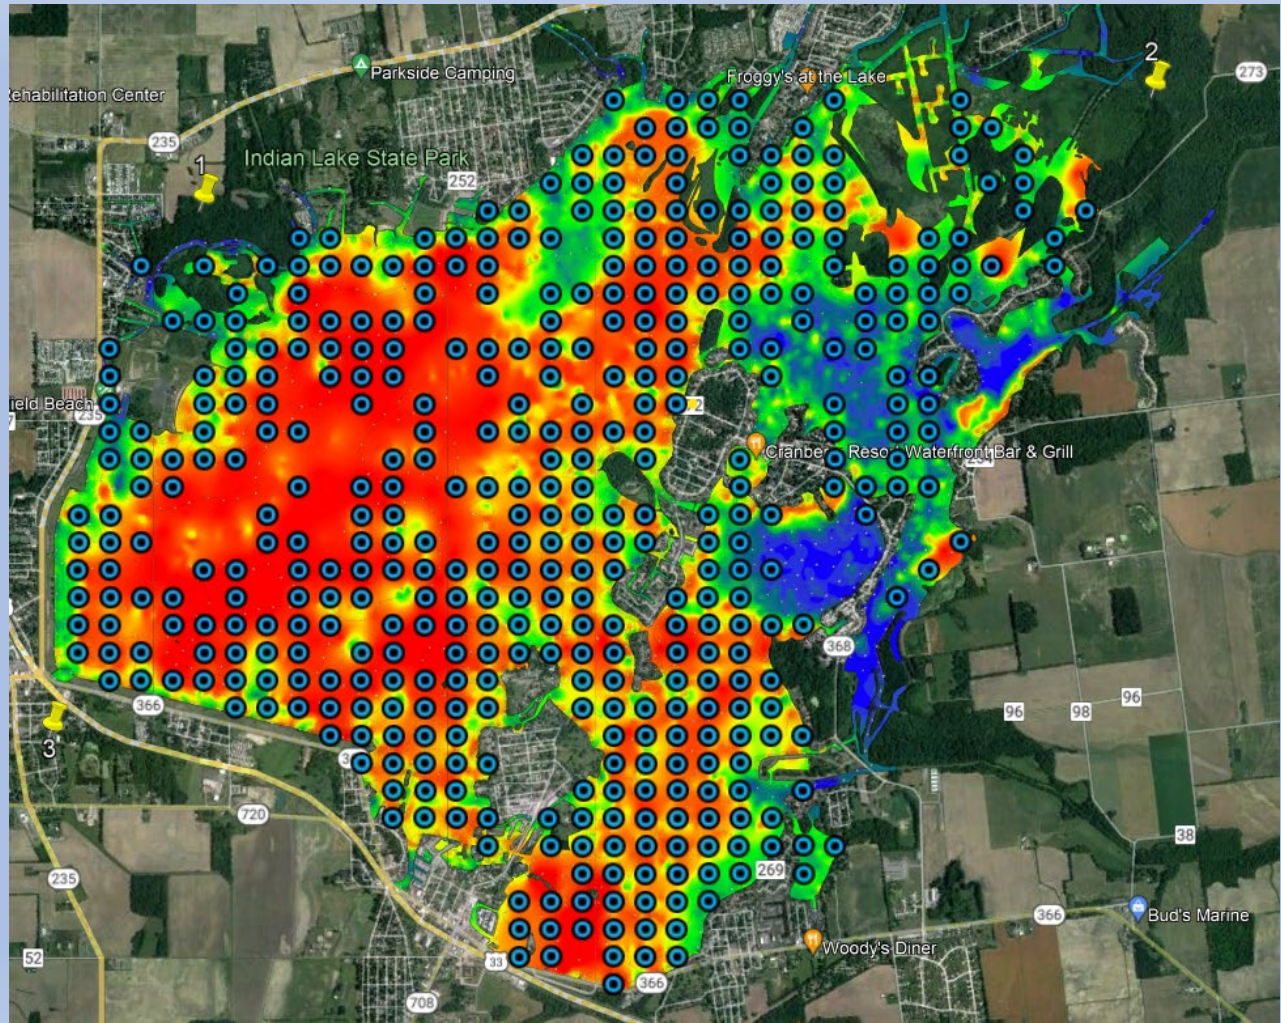 2
Froggy's at the Lake
Parkside Camping
273
Rehabilitation Center
235
1
Indian Lake State Park
252
ield Beach
235
Cranbe
Resort Waterfront Bar & Grill
368
366
96
98
96
3
720
38
235
269
366
Bud's Marine
Woody's Diner
52
33
366
708